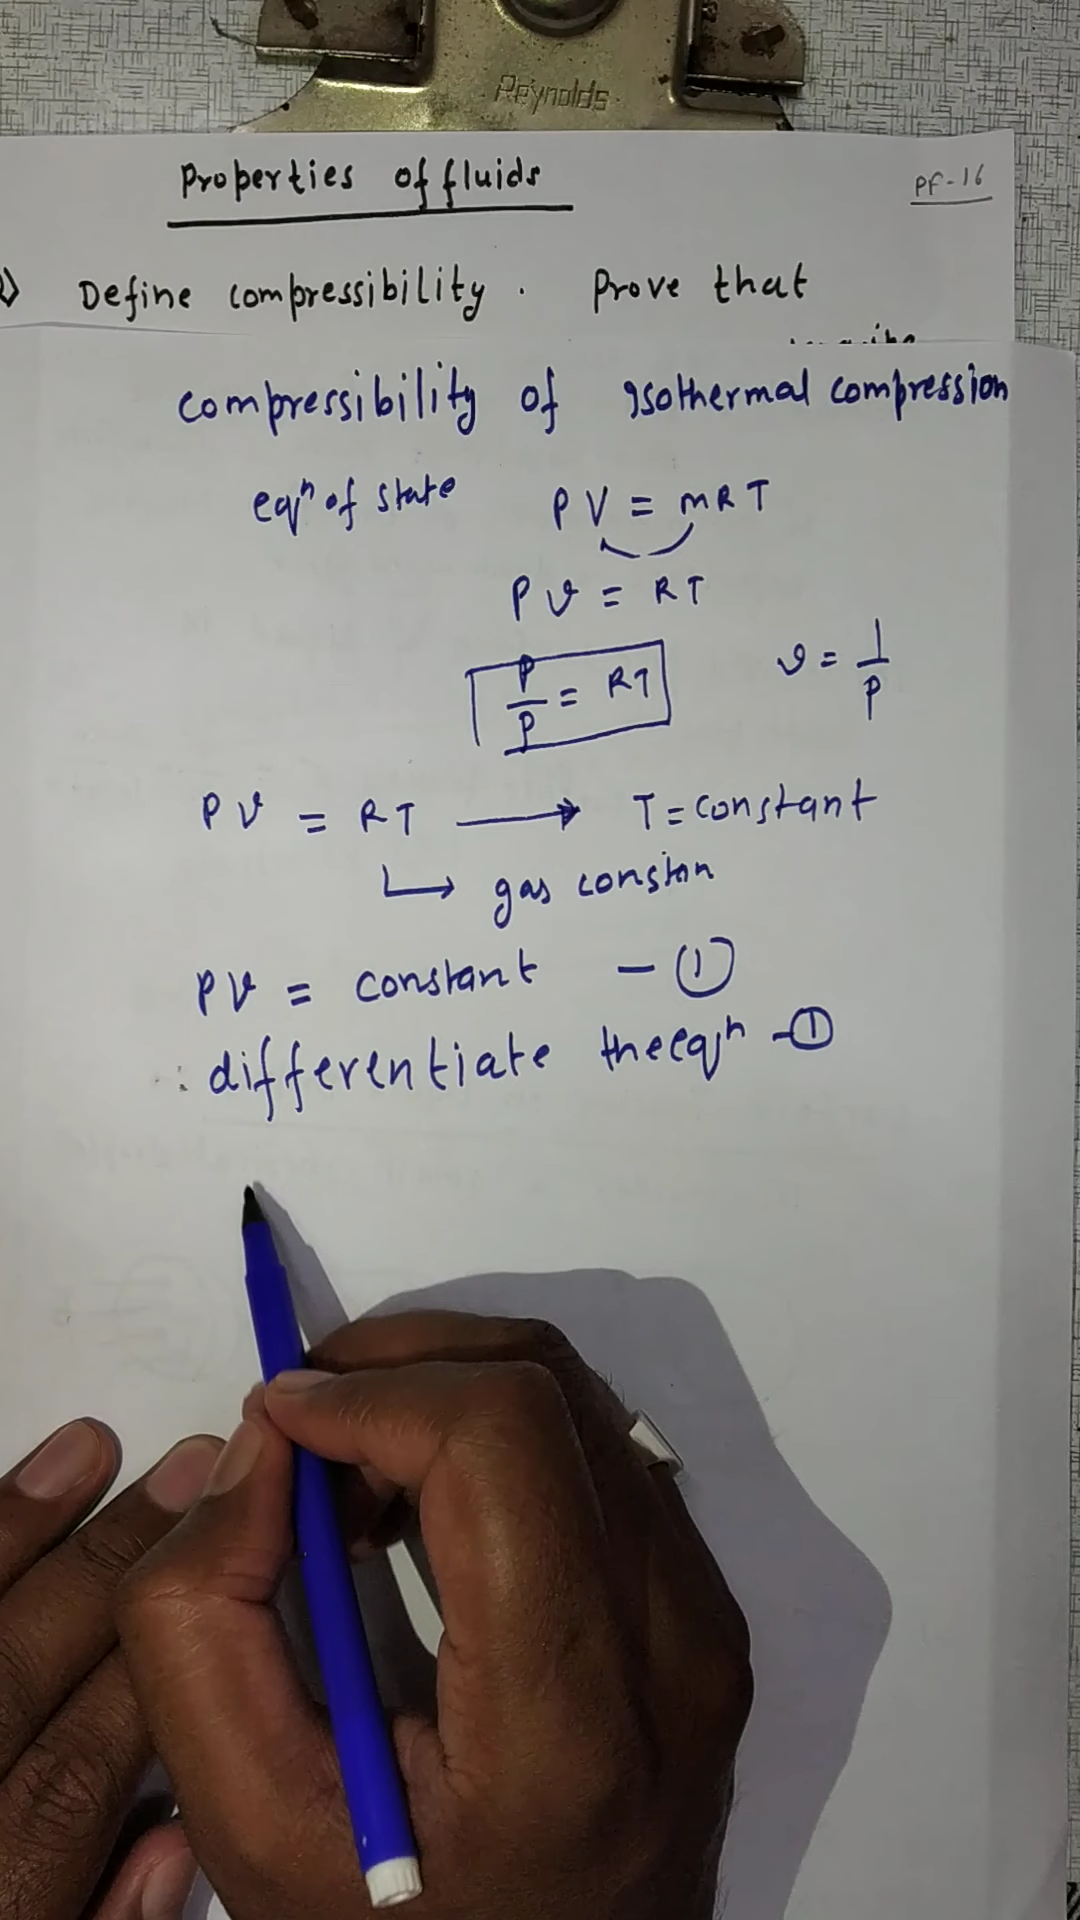 Reynolds
Properties of fluids
PF-16
Define compressibility. Prove that
compressibility of isothermal compression
eqⁿ of state PV = mRT
Pv = RT
P/ρ = RT v = 1/ρ
Pv = RT → T = constant
↳ gas constan
Pv = constant - ①
∴ differentiate the eqⁿ - ①